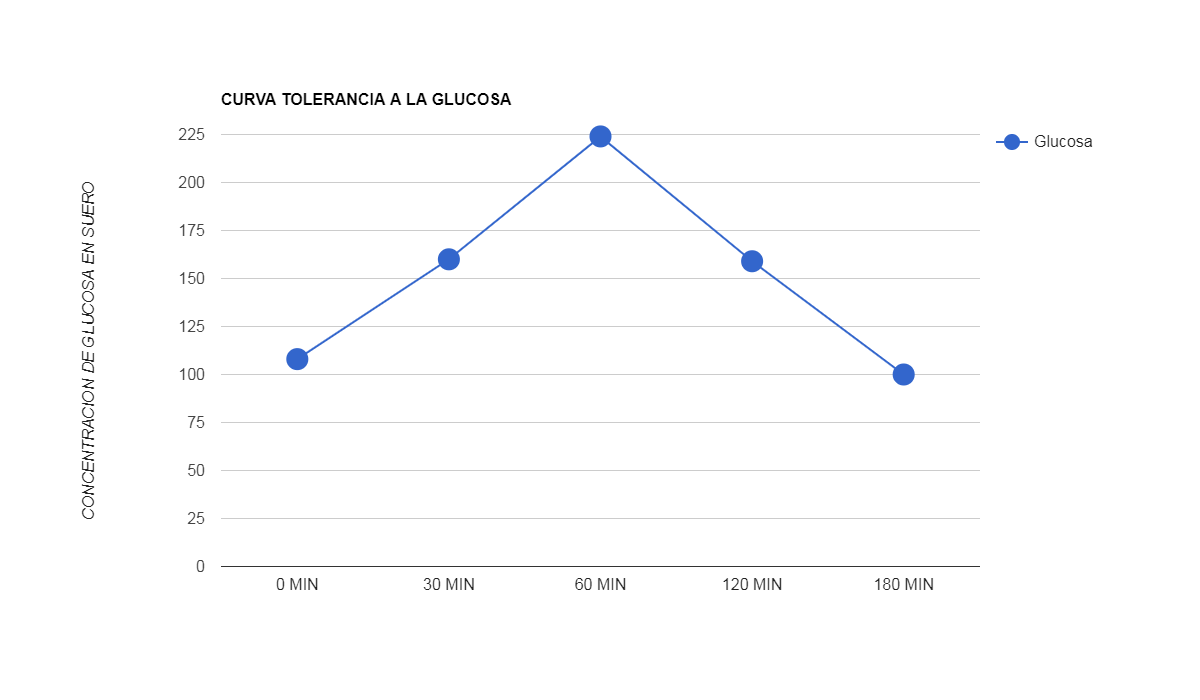 CURVA TOLERANCIA A LA GLUCOSA
Glucosa
CONCENTRACION DE GLUCOSA EN SUERO
225
200
175
150
125
100
75
50
25
0
0 MIN
30 MIN
60 MIN
120 MIN
180 MIN